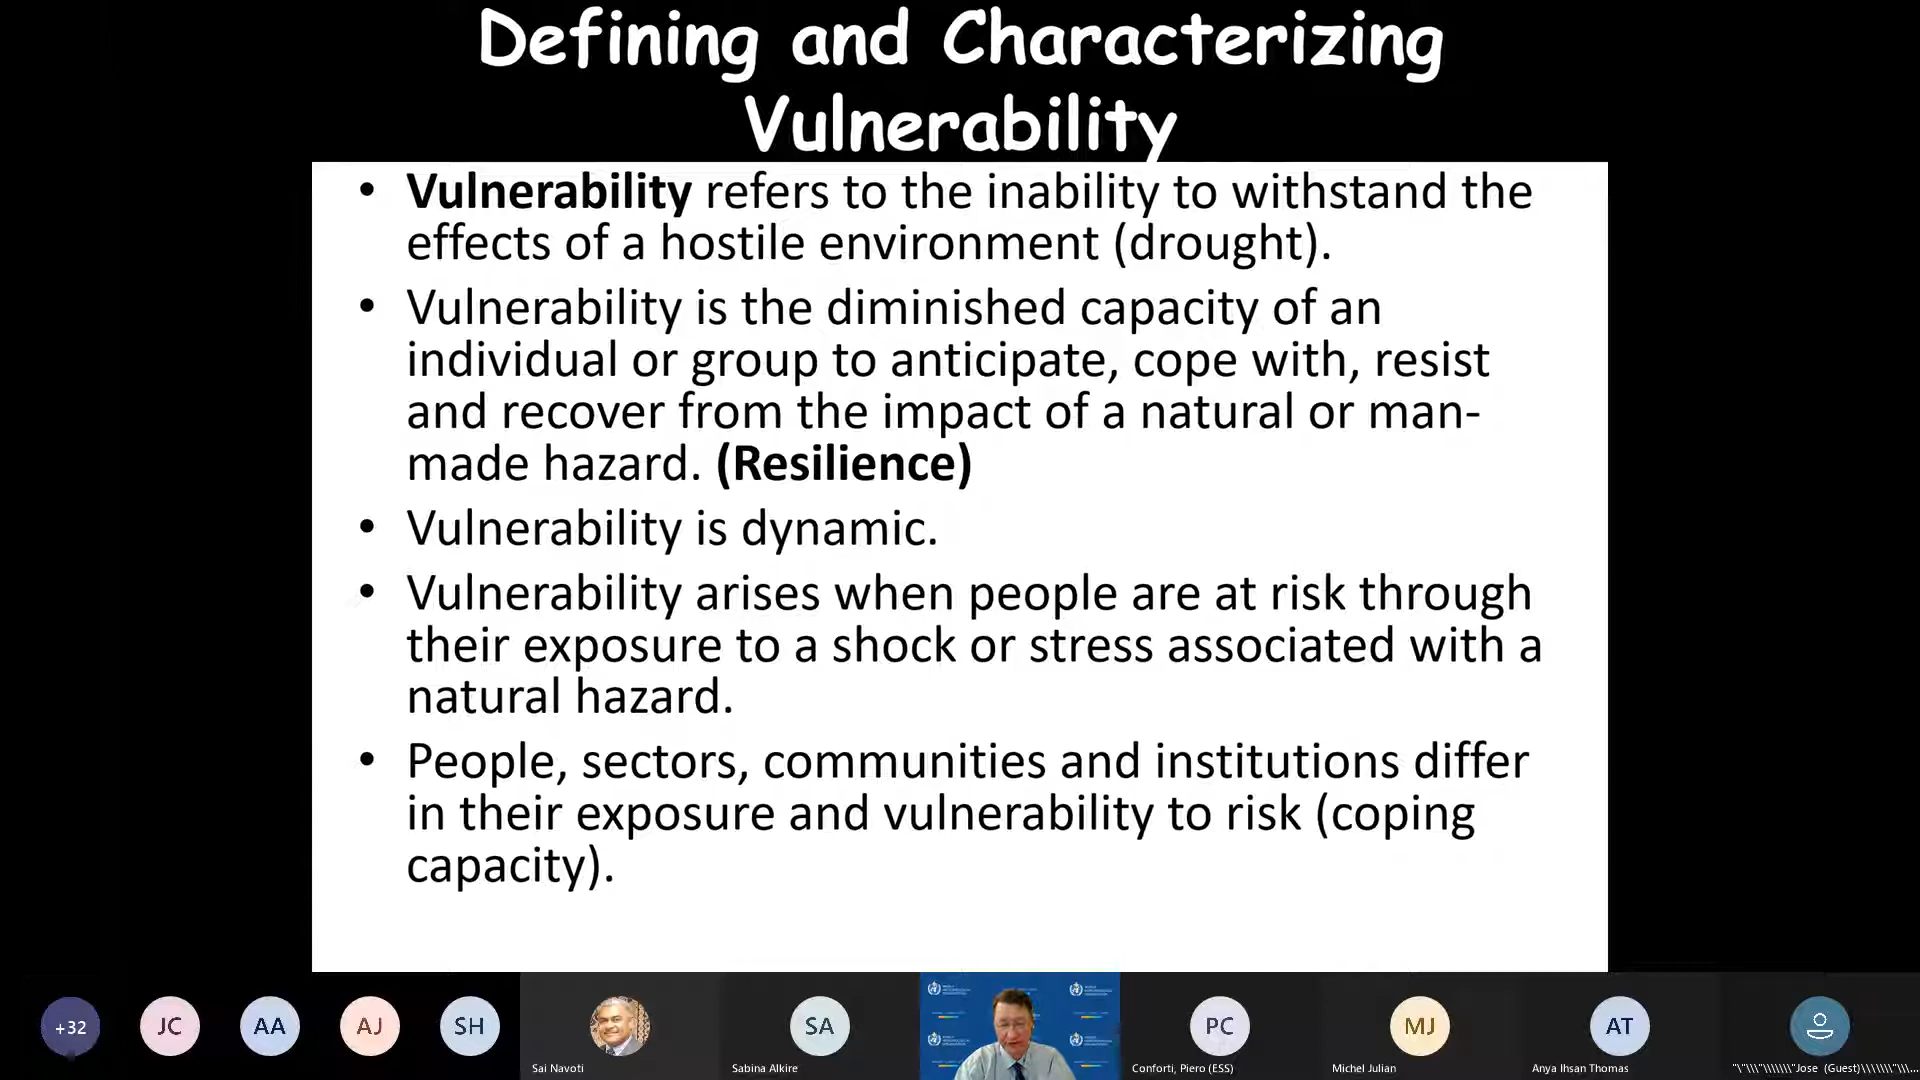 Defining and Characterizing
Vulnerability
• Vulnerability refers to the inability to withstand the
effects of a hostile environment (drought).
• Vulnerability is the diminished capacity of an
individual or group to anticipate, cope with, resist
and recover from the impact of a natural or man-
made hazard. (Resilience)
• Vulnerability is dynamic.
• Vulnerability arises when people are at risk through
their exposure to a shock or stress associated with a
natural hazard.
• People, sectors, communities and institutions differ
in their exposure and vulnerability to risk (coping
capacity).
+32
JC
AA
AJ
SH
Sai Navoti
SA
Sabina Alkire
PC
Conforti, Piero (ESS)
MJ
Michel Julian
AT
Anya Ihsan Thomas
"\"\\\"\\\\\\\"Jose (Guest)\\\\\\\"\\\...